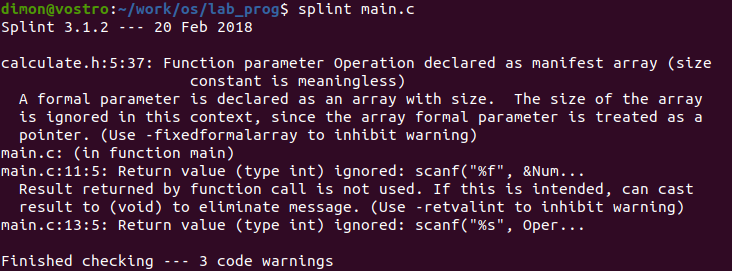 dimon@vostro:~/work/os/lab_prog$ splint main.c
Splint 3.1.2 --- 20 Feb 2018
calculate.h:5:37: Function parameter Operation declared as manifest array (size
constant is meaningless)
A formal parameter is declared as an array with size.  The size of the array
is ignored in this context, since the array formal parameter is treated as a
pointer. (Use -fixedformalarray to inhibit warning)
main.c: (in function main)
main.c:11:5: Return value (type int) ignored: scanf("%f", &Num...
Result returned by function call is not used. If this is intended, can cast
result to (void) to eliminate message. (Use -retvalint to inhibit warning)
main.c:13:5: Return value (type int) ignored: scanf("%s", Oper...
Finished checking --- 3 code warnings